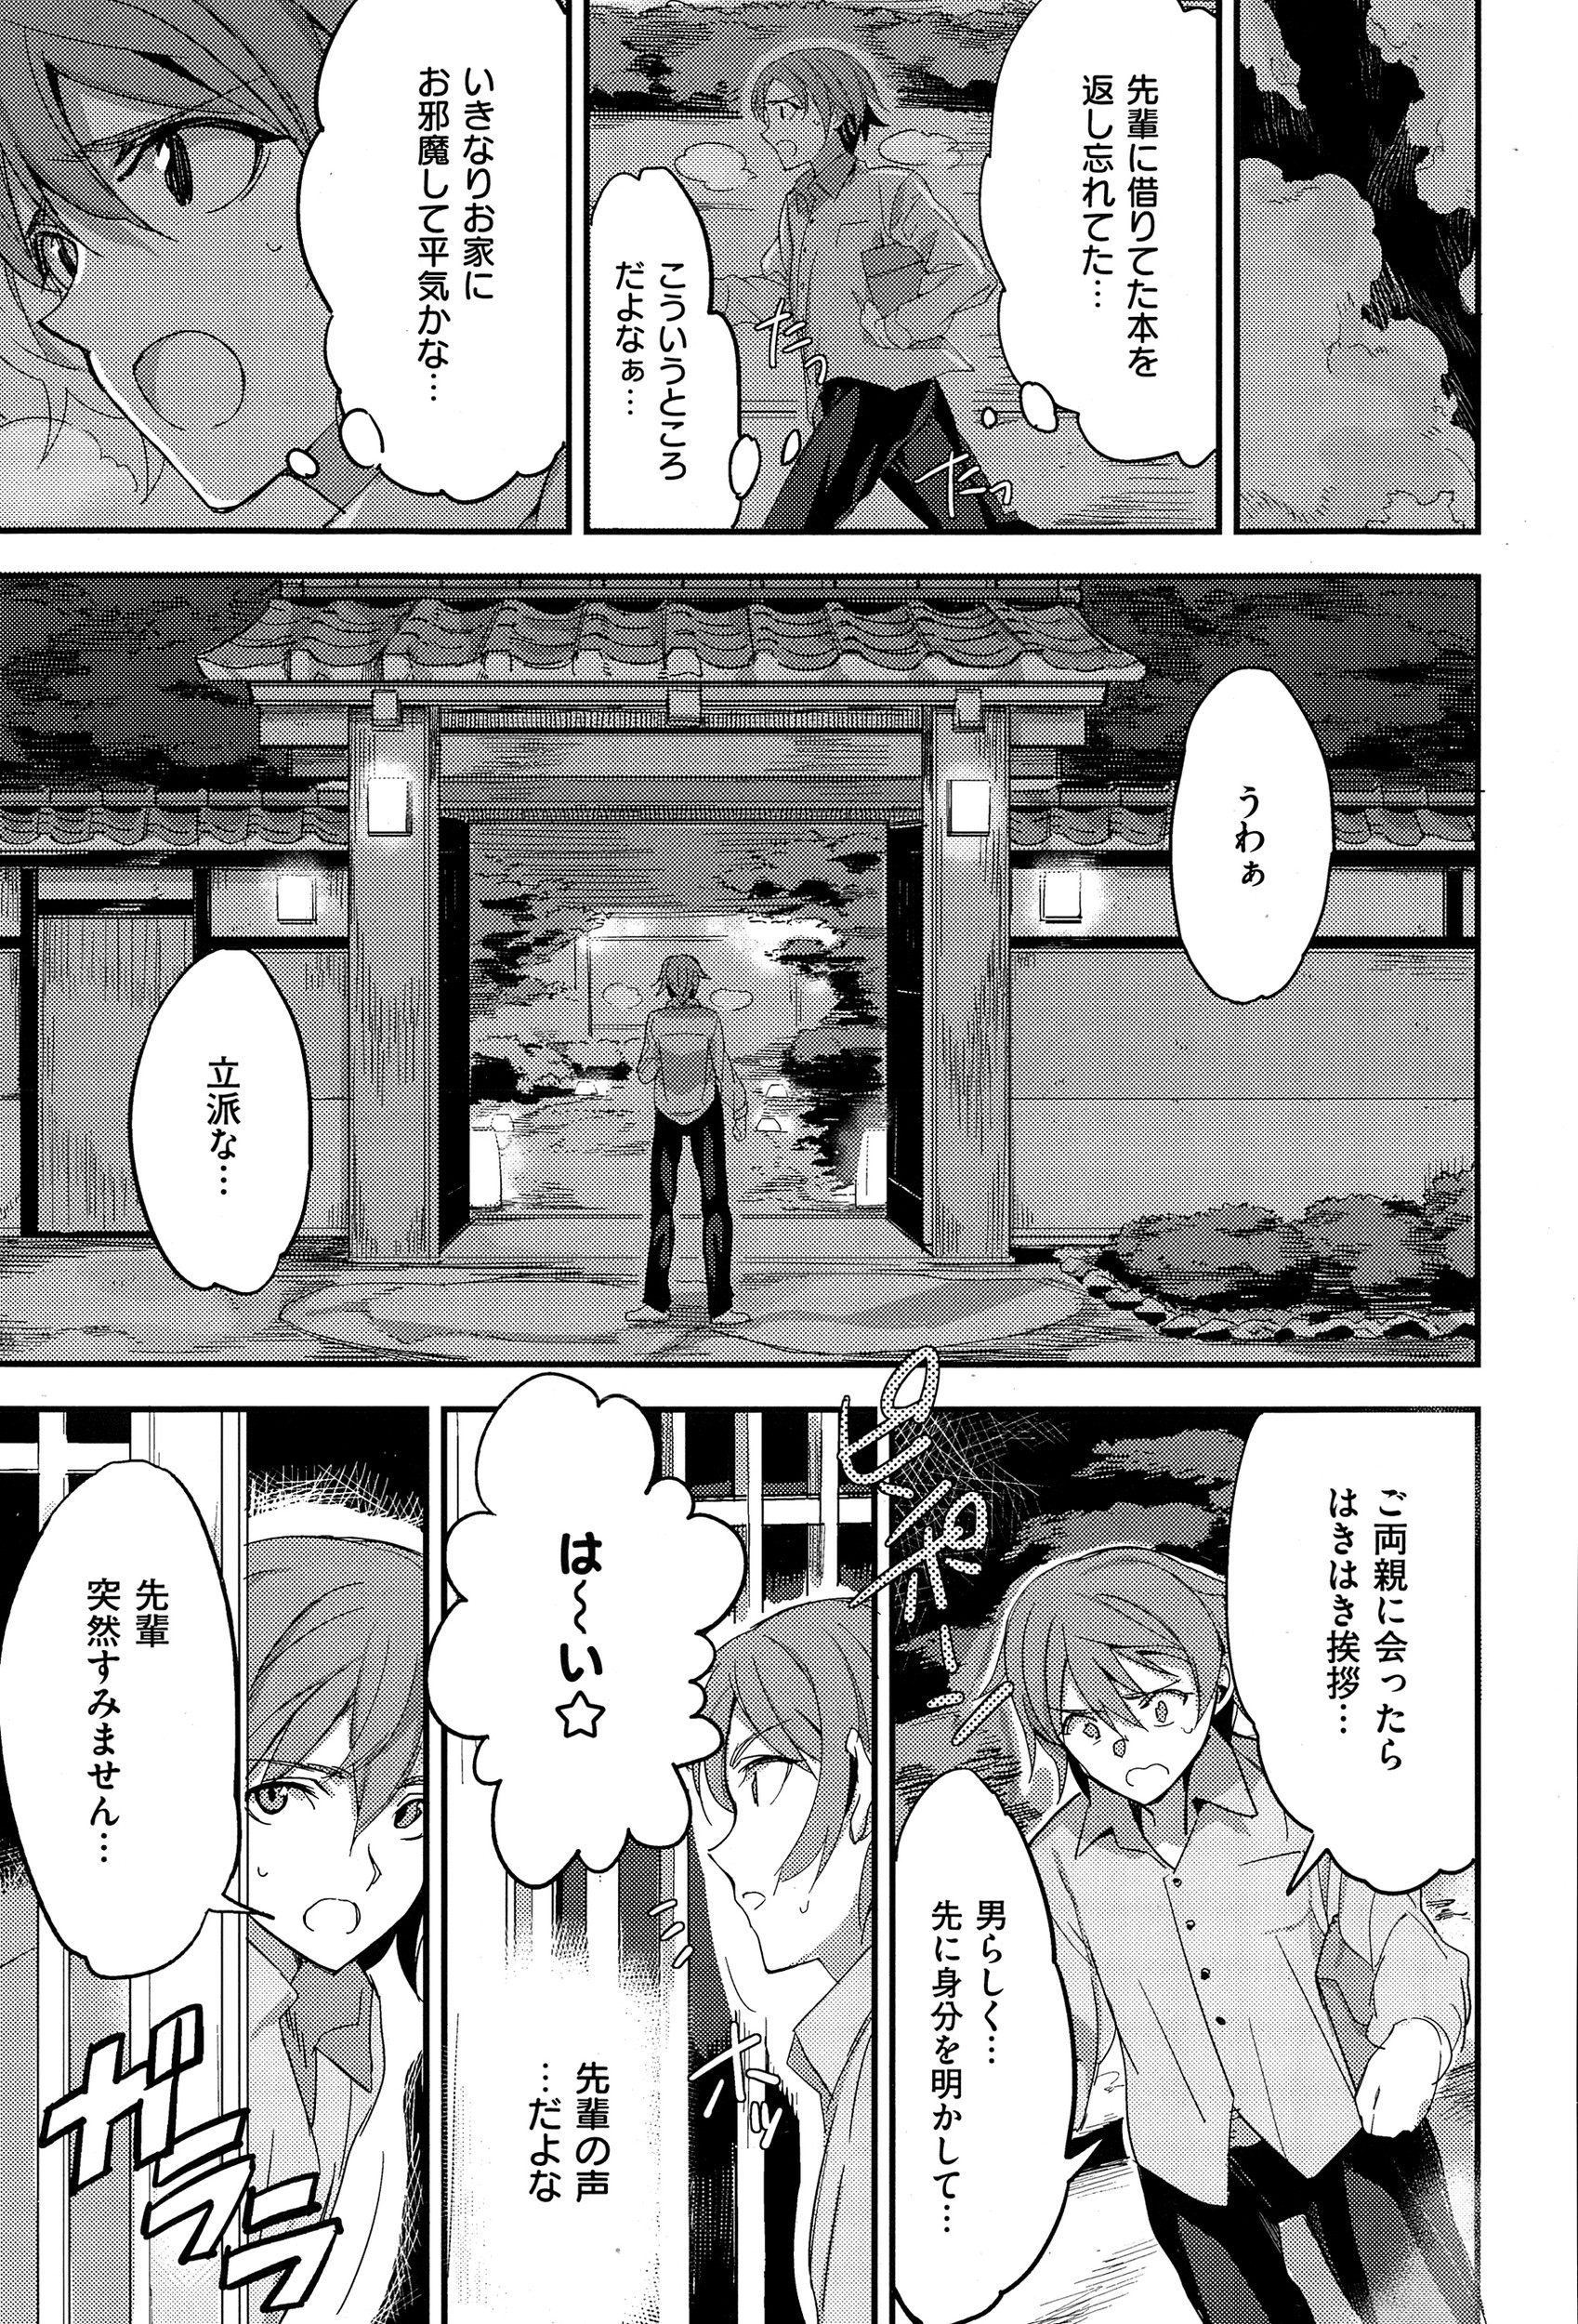 先輩に借りてた本を
返し忘れてた…
たっ
たっ
こういうところ
だよなぁ…
いきなりお家に
お邪魔して平気かな…
うわぁ
立派な…
ご両親に会ったら
はきはき挨拶…
男らしく…
先に身分を明かして…
ピンポーン
は～い☆
先輩の声
…だよな
先輩
突然すみません…
ガララ